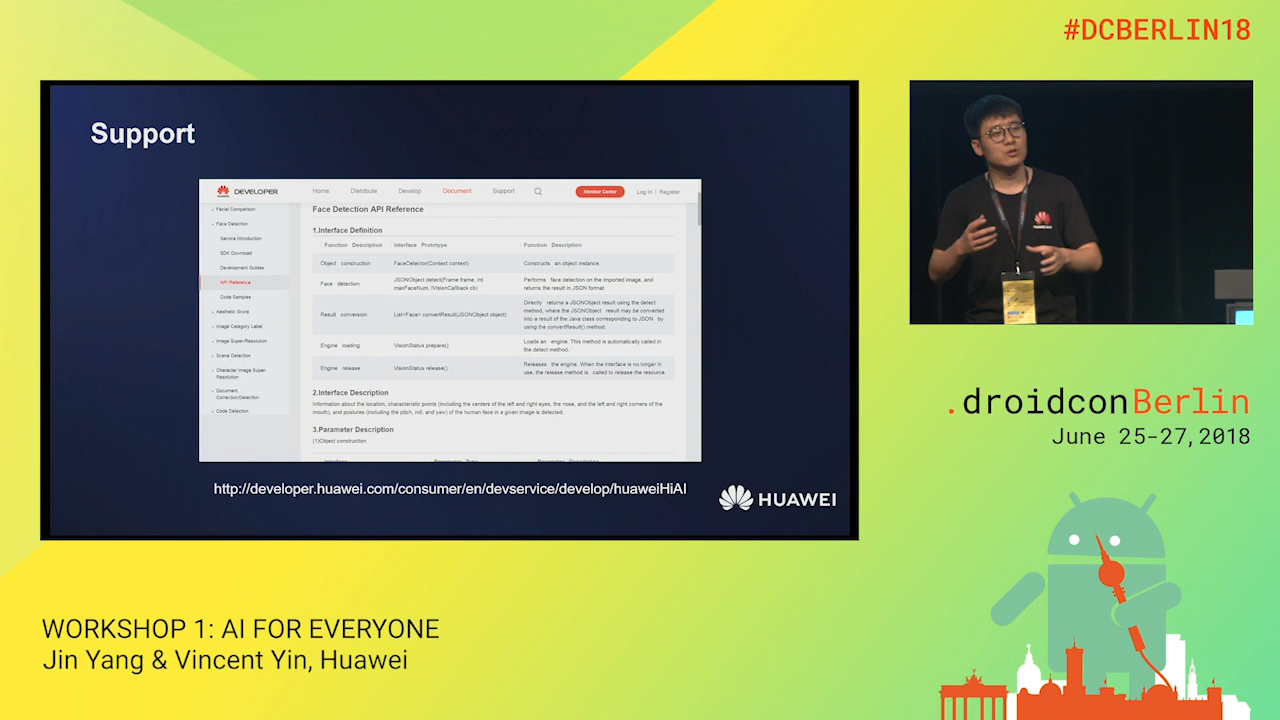 #DCBERLIN18
Support
HUAWEI
DEVELOPER
Home Distribute Develop Document Support Member Center Log In | Register
Facial Comparison
Face Detection
Service Introduction
SDK Download
Development Guides
API Reference
Code Samples
Aesthetic Score
Image Category Label
Image Super-Resolution
Scene Detection
Character Image Super-
Resolution
Document
Correction/Detection
Code Detection
Face Detection API Reference
1.Interface Definition
Function Description Interface Prototype Function Description
Object construction FaceDetector(Context context) Constructs an object instance.
Face detection JSONObject detect(Frame frame, int
maxFaceNum, IVisionCallback cb)
Performs face detection on the imported image, and
returns the result in JSON format.
Result conversion List<Face> convertResult(JSONObject object)
Directly returns a JSONObject result using the detect
method, where the JSONObject result may be converted
into a result of the Java class corresponding to JSON by
using the convertResult() method.
Engine loading VisionStatus prepare()
Loads an engine. This method is automatically called in
the detect method.
Engine release VisionStatus release()
Releases the engine. When the interface is no longer in
use, the release method is called to release the resource.
2.Interface Description
Information about the location, characteristic points (including the centers of the left and right eyes, the nose, and the left and right corners of the
mouth), and postures (including the pitch, roll, and yaw) of the human face in a given image is detected.
3.Parameter Description
(1)Object construction
Interface Parameter Type Parameter Description
http://developer.huawei.com/consumer/en/devservice/develop/huaweiHiAI
HUAWEI
.droidconBerlin
June 25-27,2018
WORKSHOP 1: AI FOR EVERYONE
Jin Yang & Vincent Yin, Huawei